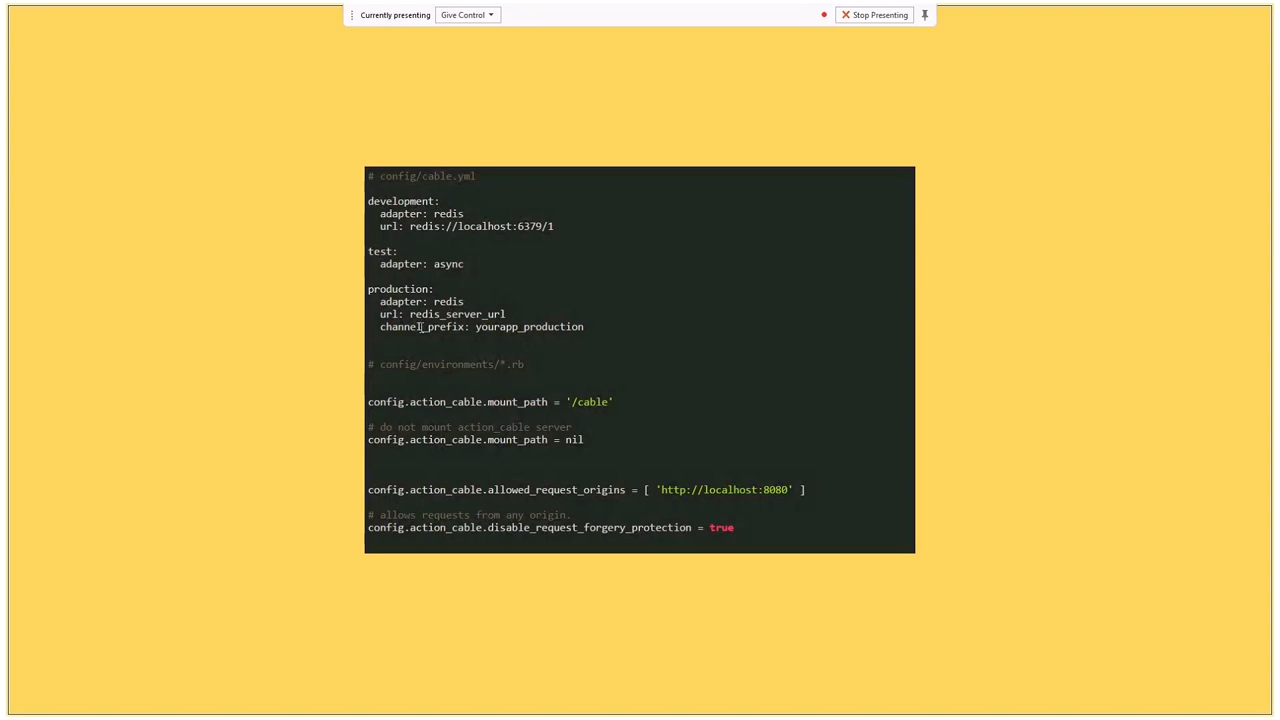 Currently presenting
Give Control
Stop Presenting
# config/cable.yml
development:
adapter: redis
url: redis://localhost:6379/1
test:
adapter: async
production:
adapter: redis
url: redis_server_url
channel_prefix: yourapp_production
# config/environments/*.rb
config.action_cable.mount_path = '/cable'
# do not mount action_cable server
config.action_cable.mount_path = nil
config.action_cable.allowed_request_origins = [ 'http://localhost:8080' ]
# allows requests from any origin.
config.action_cable.disable_request_forgery_protection = true